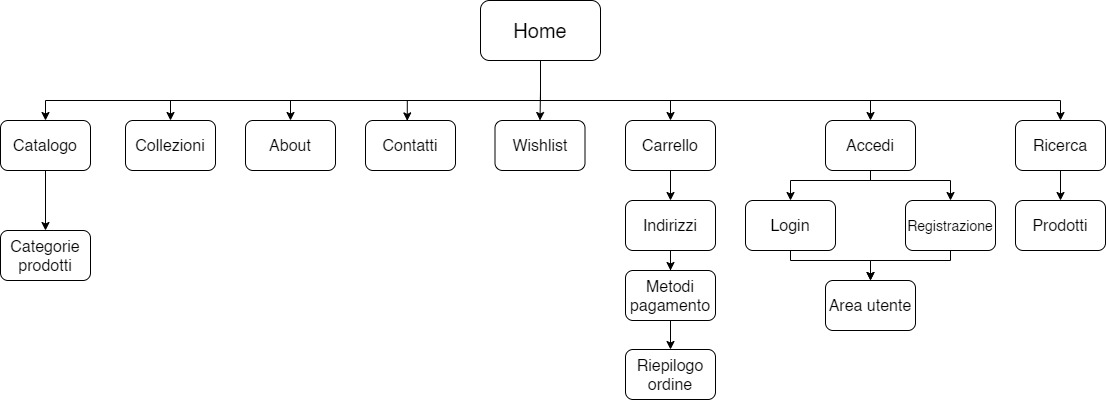 Home
Catalogo
Collezioni
About
Contatti
Wishlist
Carrello
Accedi
Ricerca
Categorie
prodotti
Indirizzi
Login
Registrazione
Prodotti
Metodi
pagamento
Area utente
Riepilogo
ordine